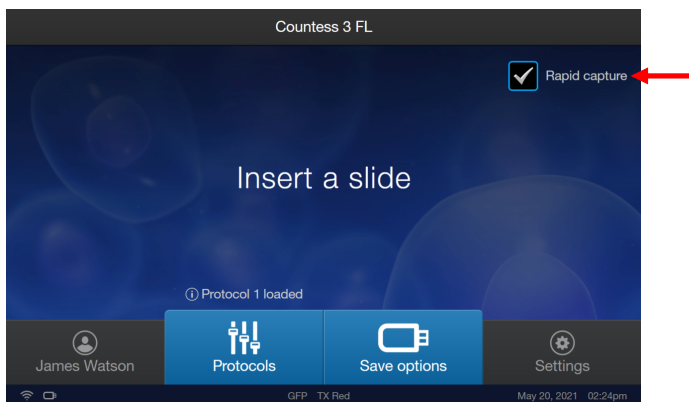 Countess 3 FL
Rapid capture
Insert a slide
Protocol 1 loaded
James Watson
Protocols
Save options
Settings
GFP TX Red
May 20, 2021 02:24pm